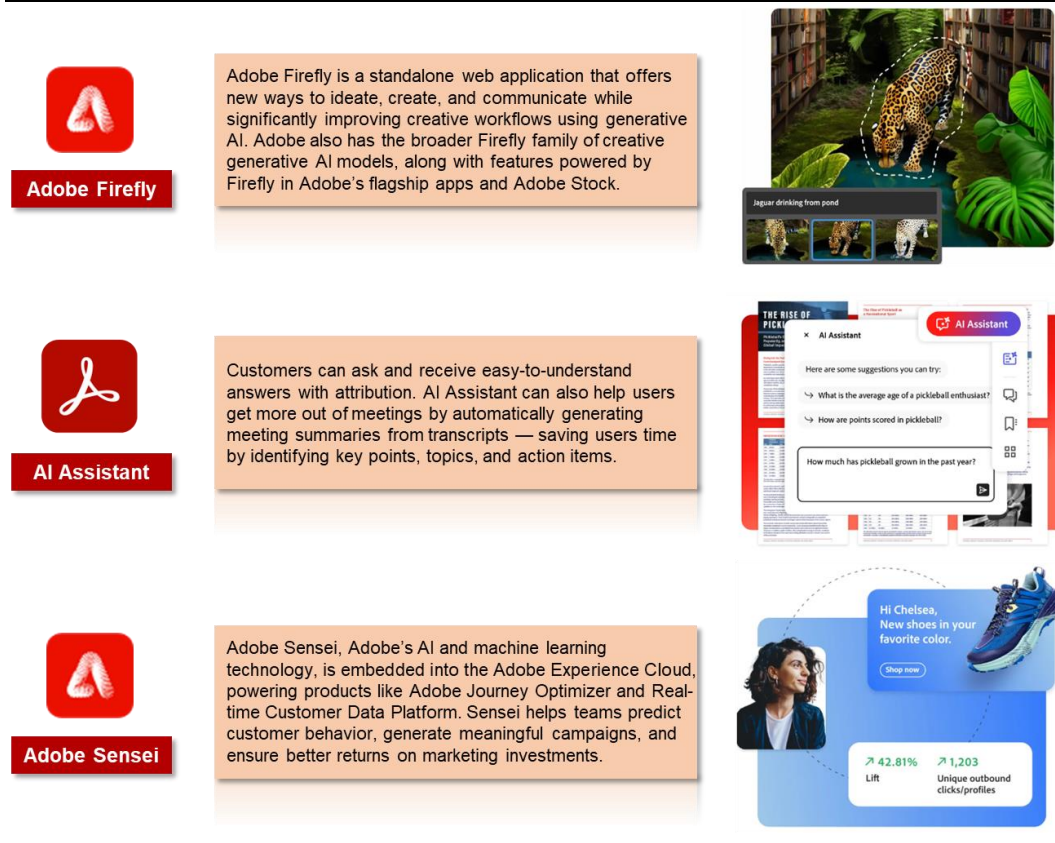 Adobe Firefly
Adobe Firefly is a standalone web application that offers
new ways to ideate, create, and communicate while
significantly improving creative workflows using generative
AI. Adobe also has the broader Firefly family of creative
generative AI models, along with features powered by
Firefly in Adobe's flagship apps and Adobe Stock.
Jaguar drinking from pond
AI Assistant
Customers can ask and receive easy-to-understand
answers with attribution. AI Assistant can also help users
get more out of meetings by automatically generating
meeting summaries from transcripts — saving users time
by identifying key points, topics, and action items.
THE RISE OF
AI Assistant
× AI Assistant
Here are some suggestions you can try:
What is the average age of a pickleball enthusiast?
How are points scored in pickleball?
How much has pickleball grown in the past year?
Adobe Sensei
Adobe Sensei, Adobe's AI and machine learning
technology, is embedded into the Adobe Experience Cloud,
powering products like Adobe Journey Optimizer and Real-
time Customer Data Platform. Sensei helps teams predict
customer behavior, generate meaningful campaigns, and
ensure better returns on marketing investments.
Hi Chelsea,
New shoes in your
favorite color.
Shop now
42.81%
Lift
1,203
Unique outbound
clicks/profiles